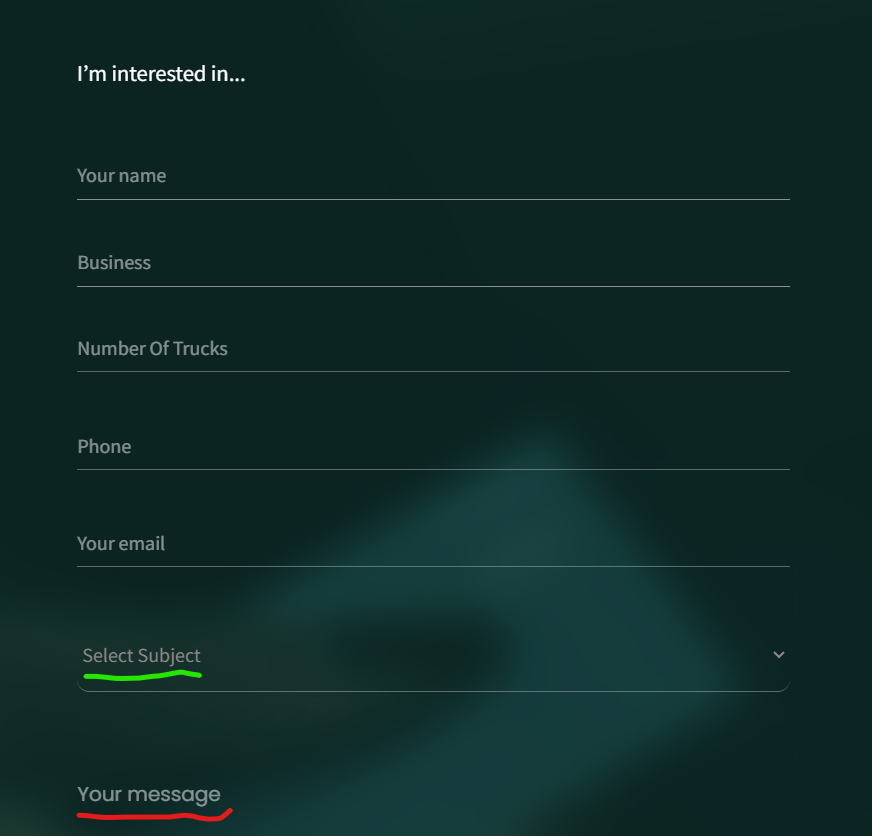 I’m interested in...
Your name
Business
Number Of Trucks
Phone
Your email
Select Subject
Your message